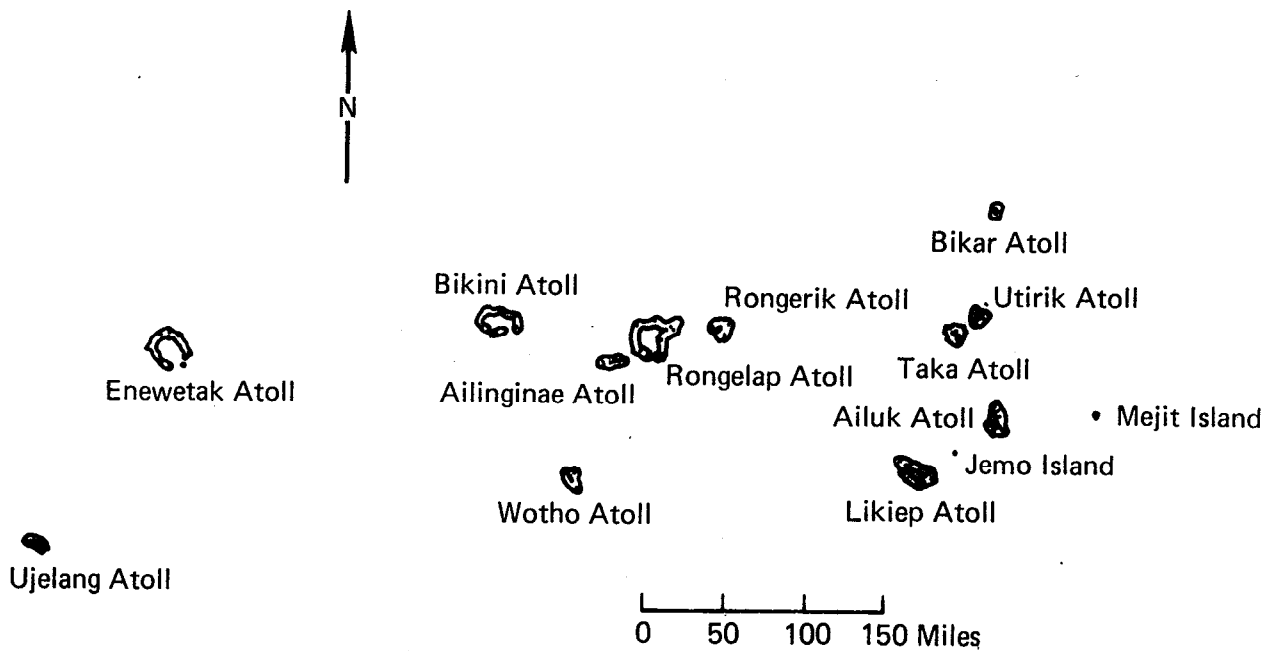 N
Bikar Atoll
Bikini Atoll
Rongerik Atoll
Utirik Atoll
Enewetak Atoll
Ailinginae Atoll
Rongelap Atoll
Taka Atoll
Ailuk Atoll
Mejit Island
Jemo Island
Wotho Atoll
Likiep Atoll
Ujelang Atoll
0 50 100 150 Miles